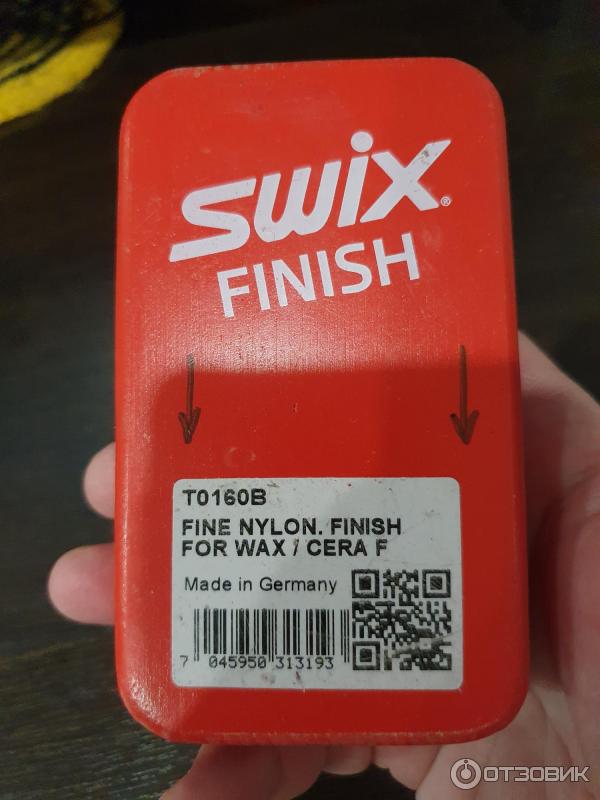 SWIX®
FINISH
T0160B
FINE NYLON. FINISH
FOR WAX / CERA F
Made in Germany
7 045950 313193
ОТЗОВИК